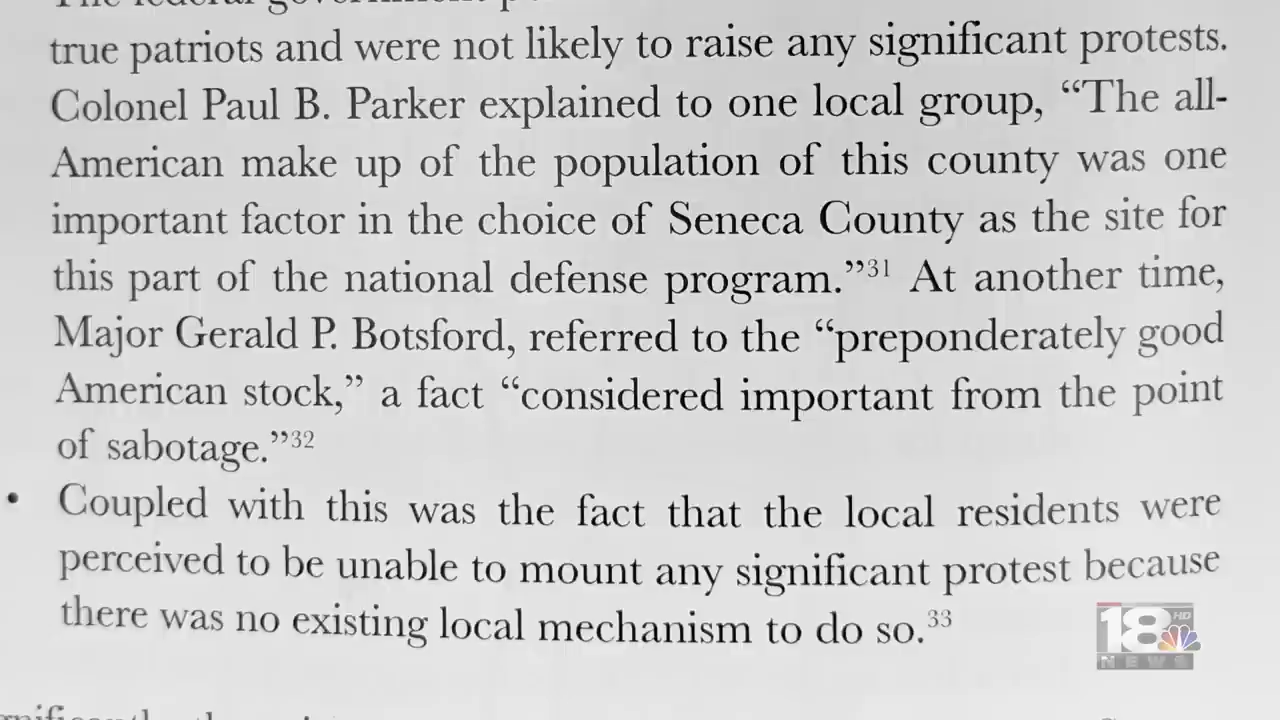 The federal government
true patriots and were not likely to raise any significant protests.
Colonel Paul B. Parker explained to one local group, “The all-
American make up of the population of this county was one
important factor in the choice of Seneca County as the site for
this part of the national defense program.”31 At another time,
Major Gerald P. Botsford, referred to the “preponderately good
American stock,” a fact “considered important from the point
of sabotage.”32
• Coupled with this was the fact that the local residents were
perceived to be unable to mount any significant protest because
there was no existing local mechanism to do so.33
18 HD
NEWS